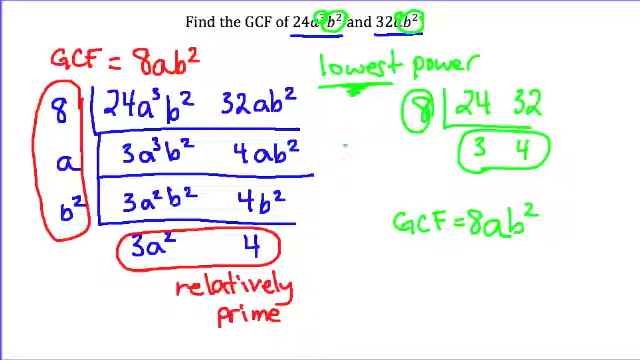 Find the GCF of 24a³b² and 32ab²
GCF = 8ab²
8 24a³b² 32ab²
a 3a³b² 4ab²
b² 3a²b² 4b²
3a² 4
relatively
prime
lowest power
8 24 32
3 4
GCF = 8ab²